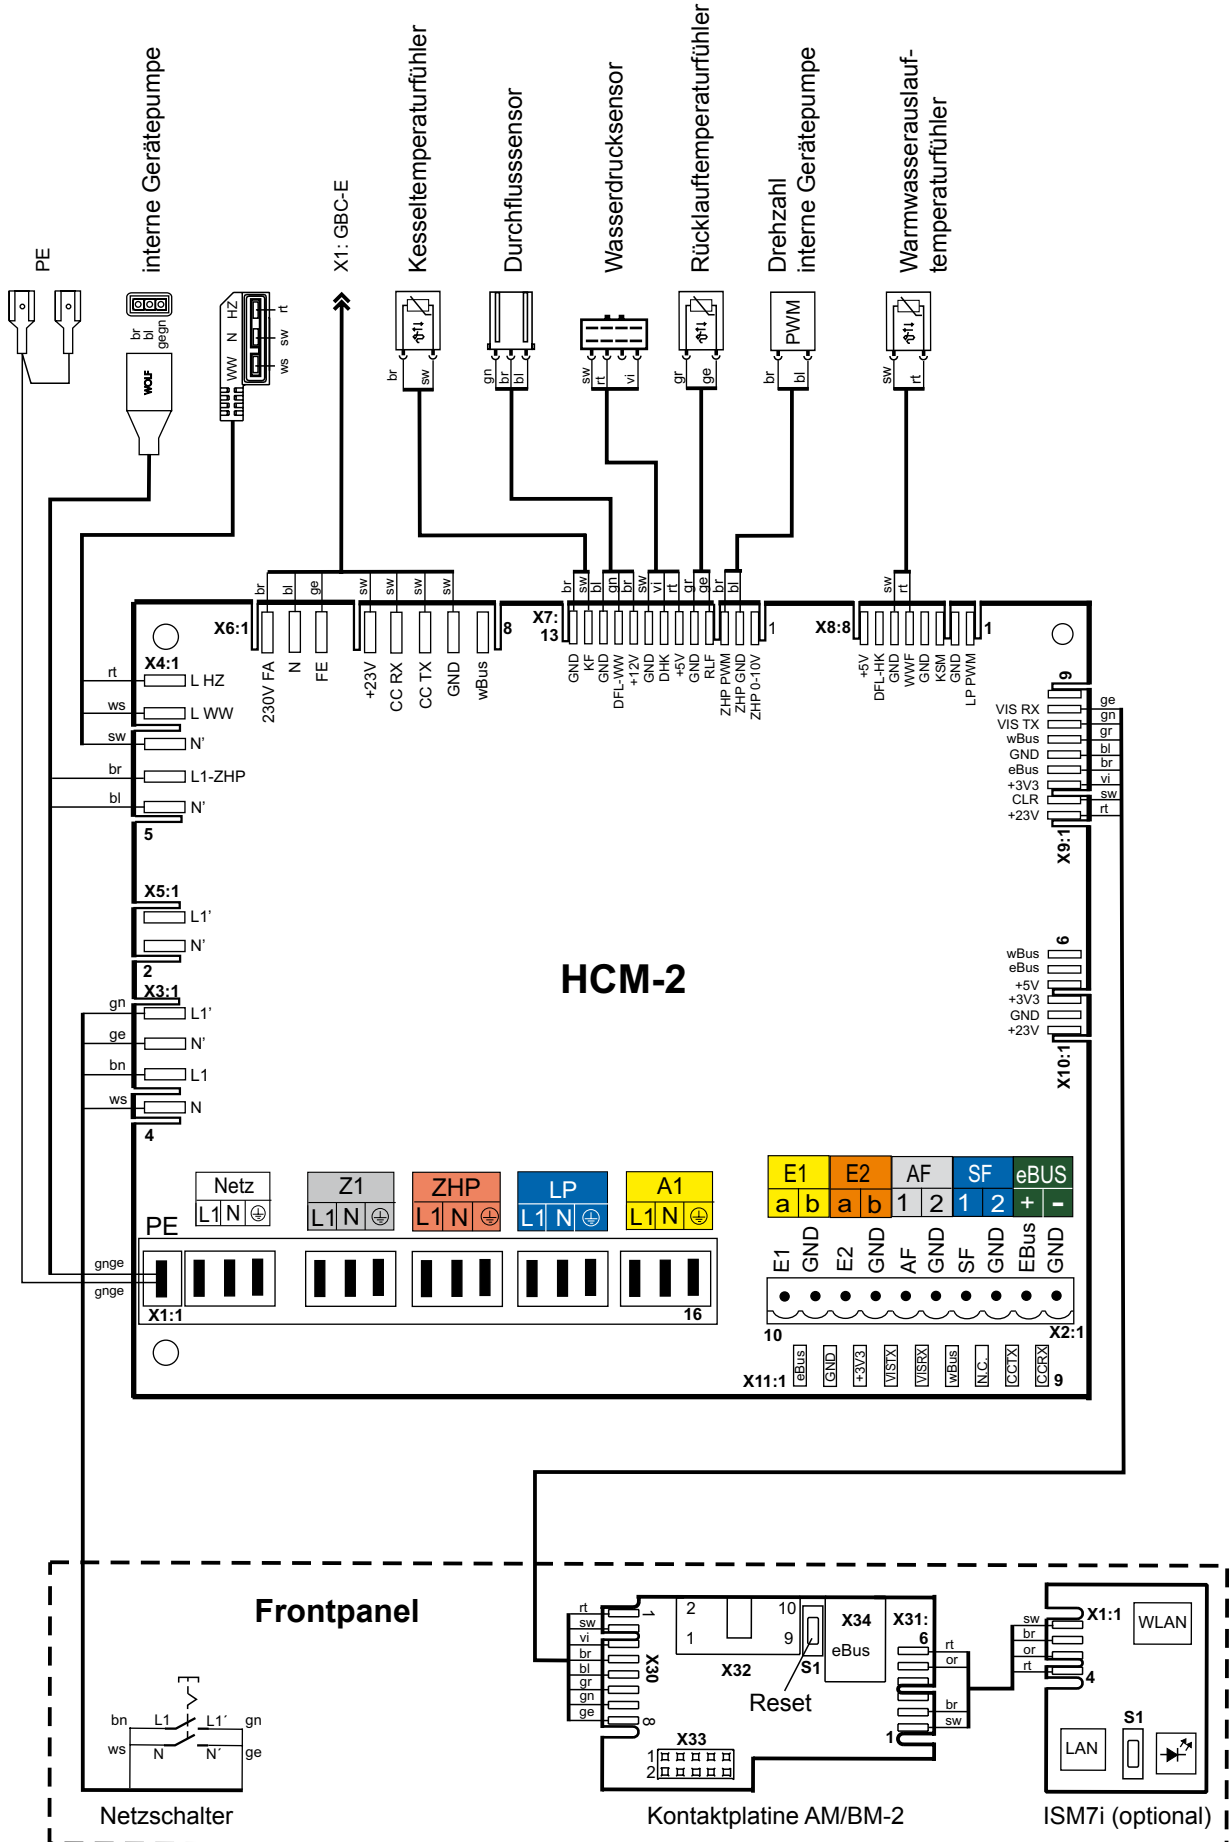 PE
interne Gerätepumpe
X1: GBC-E
Kesseltemperaturfühler
Durchflusssensor
Wasserdrucksensor
Rücklauftemperaturfühler
Drehzahl
interne Gerätepumpe
Warmwasserauslauf-
temperaturfühler
br
bl
gegn
WOLF
WW N HZ
ws sw rt
br sw
gn br bl
sw rt vi
gr ge
PWM
br bl
sw rt
br bl ge sw sw sw sw
br sw bl gn br sw vi rt gr ge br bl
sw rt
X6:1
8
X7:
13
1
X8:8
1
230V FA
N
FE
+23V
CC RX
CC TX
GND
wBus
GND
KF
GND
DFL-WW
+12V
GND
DHK
+5V
GND
RLF
ZHP PWM
ZHP GND
ZHP 0-10V
+5V
DFL-HK
GND
WWF
GND
KSM
GND
LP PWM
X4:1
rt L HZ
ws L WW
sw N'
br L1-ZHP
bl N'
5
X5:1
L1'
N'
2
X3:1
gn L1'
ge N'
bn L1
ws N
4
9
VIS RX ge
VIS TX gn
wBus gr
GND bl
eBus br
+3V3 vi
CLR sw
+23V rt
X9:1
HCM-2
6
wBus
eBus
+5V
+3V3
GND
+23V
X10:1
Netz
L1 N
Z1
L1 N
ZHP
L1 N
LP
L1 N
A1
L1 N
PE
gnge
gnge
X1:1
16
E1 E2 AF SF eBUS
a b a b 1 2 1 2 + -
E1 GND E2 GND AF GND SF GND EBus GND
10
X2:1
X11:1 eBus GND +3V3 VISTX VISRX wBus N.C. CCTX CCRX 9
Frontpanel
bn L1 L1´ gn
ws N N´ ge
Netzschalter
rt
sw
vi
br
bl
gr
gn
ge
1
X30
8
2 10
1 9
X32
S1
Reset
X34
eBus
X31:
6
rt
or
br
sw
1
X33
1
2
Kontaktplatine AM/BM-2
sw
br
or
rt
X1:1
4
WLAN
S1
LAN
ISM7i (optional)